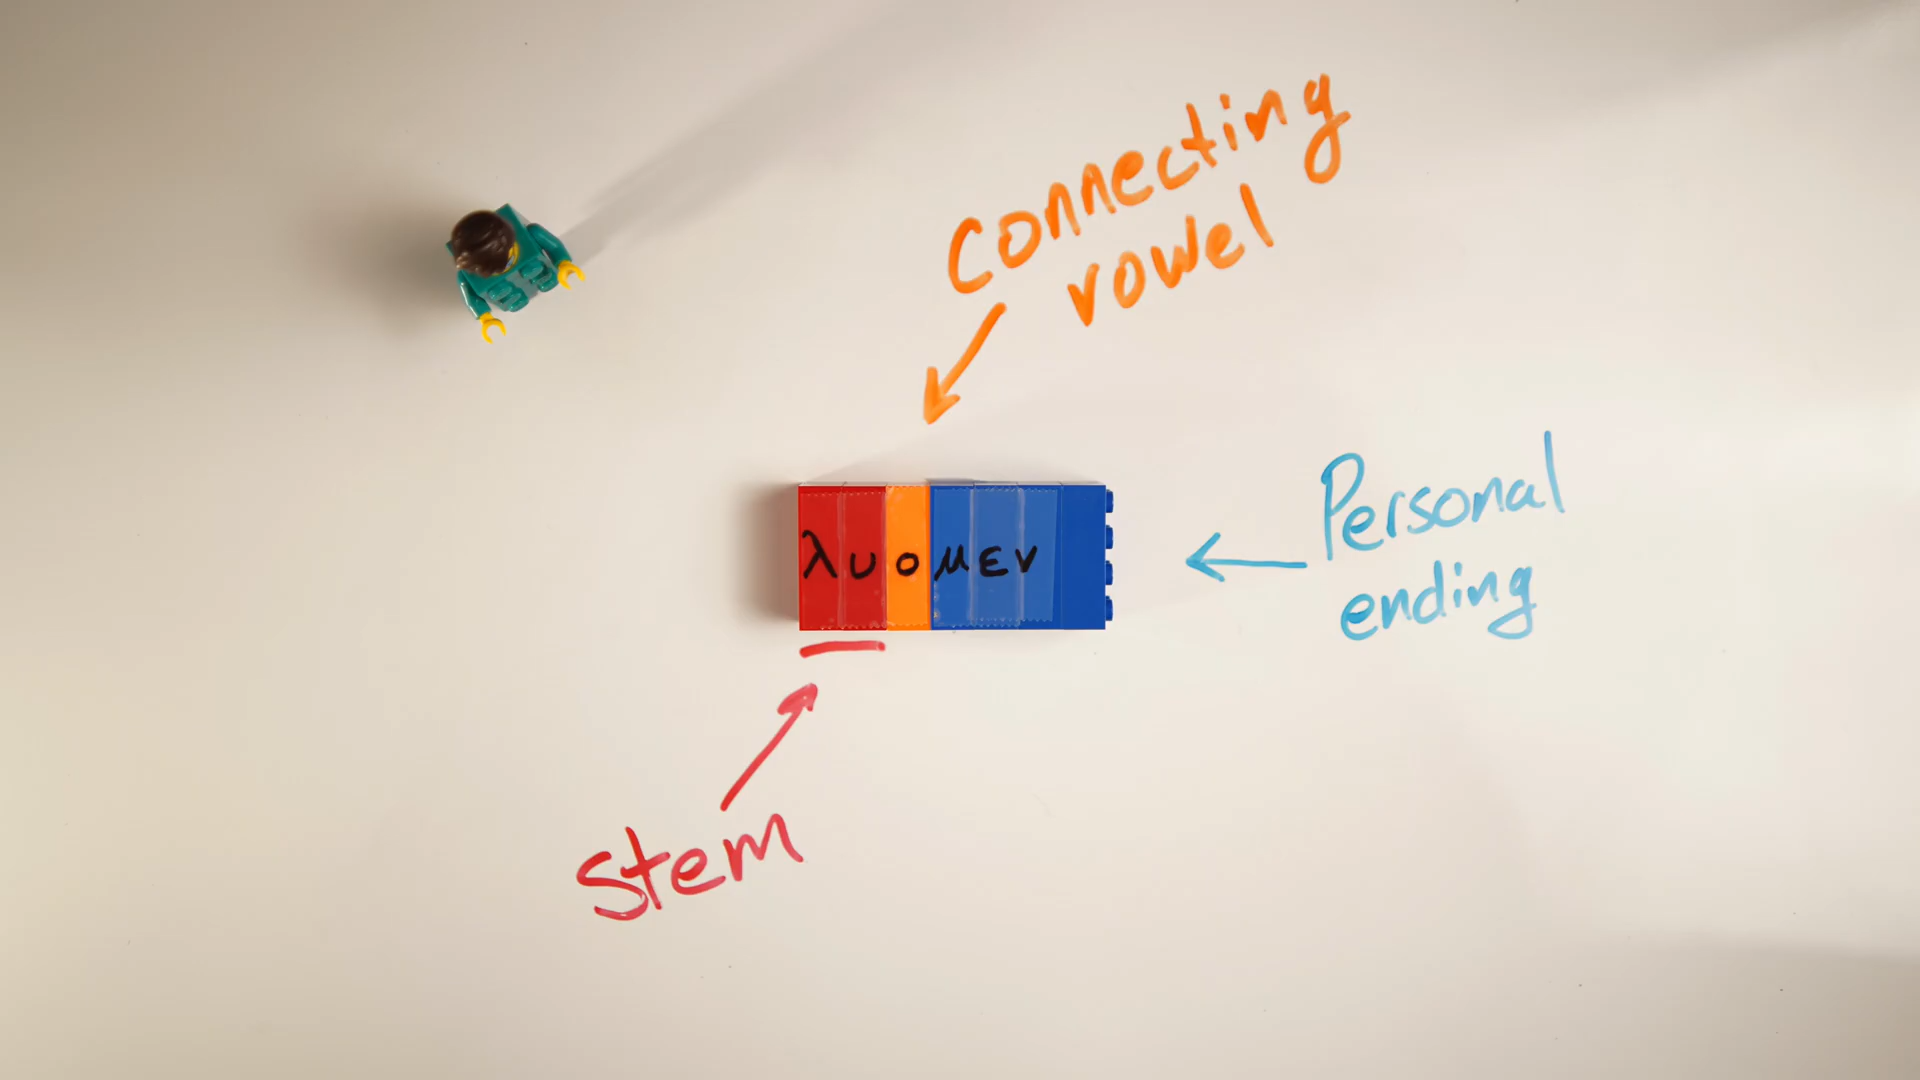 Connecting
vowel
λυομεν
Personal
ending
Stem